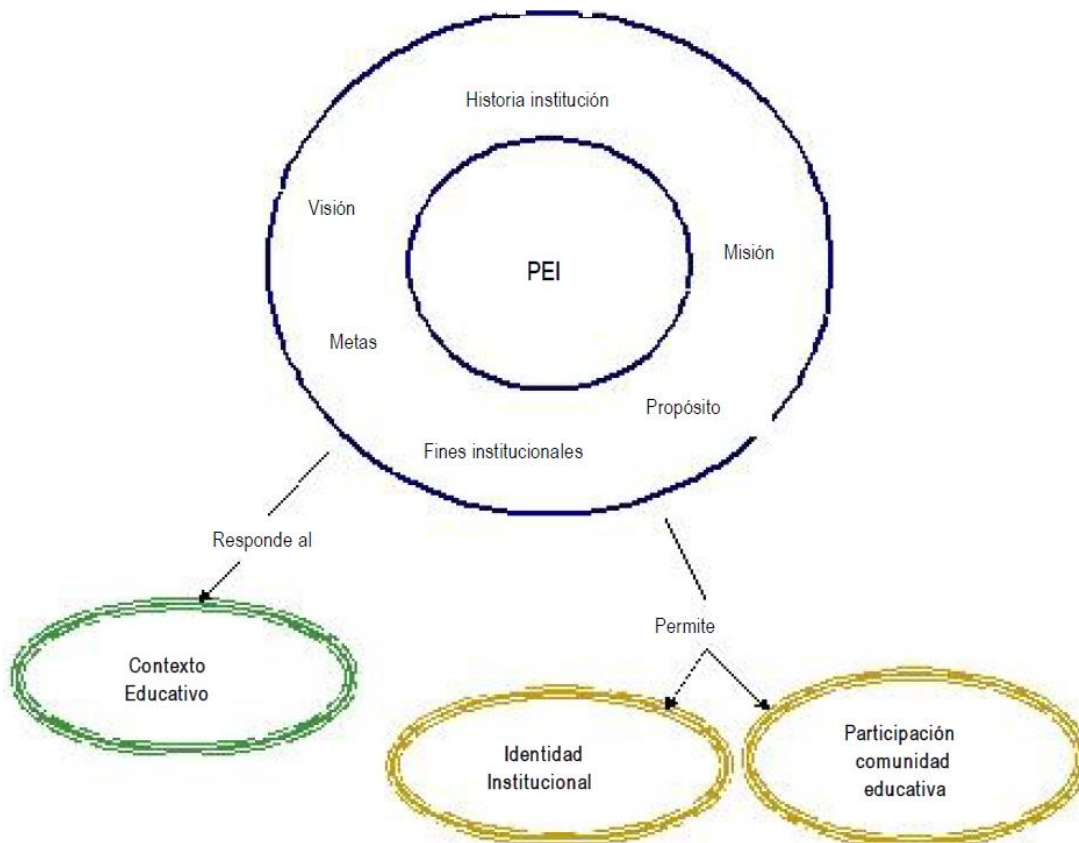 Historia institución
Visión
Misión
PEI
Metas
Propósito
Fines institucionales
Responde al
Permite
Contexto
Educativo
Identidad
Institucional
Participación
comunidad
educativa